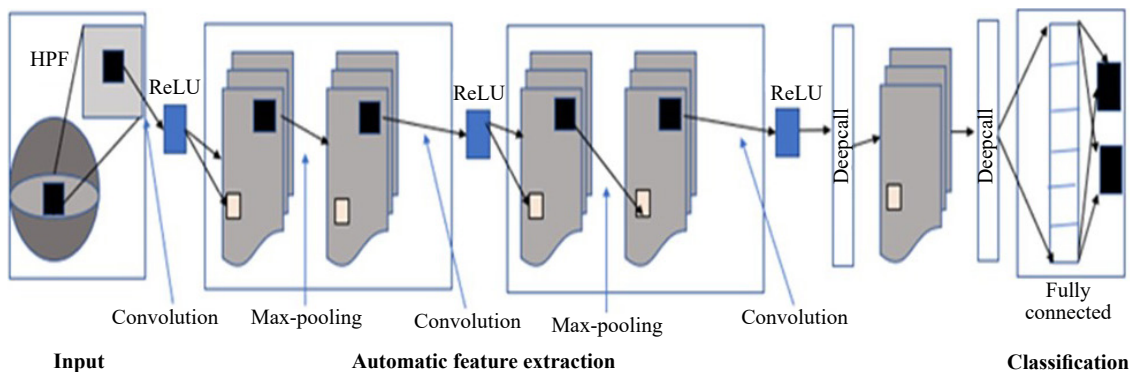 HPF
ReLU
ReLU
ReLU
Deepcall
Deepcall
Convolution
Max-pooling
Convolution
Max-pooling
Convolution
Fully
connected
Input
Automatic feature extraction
Classification